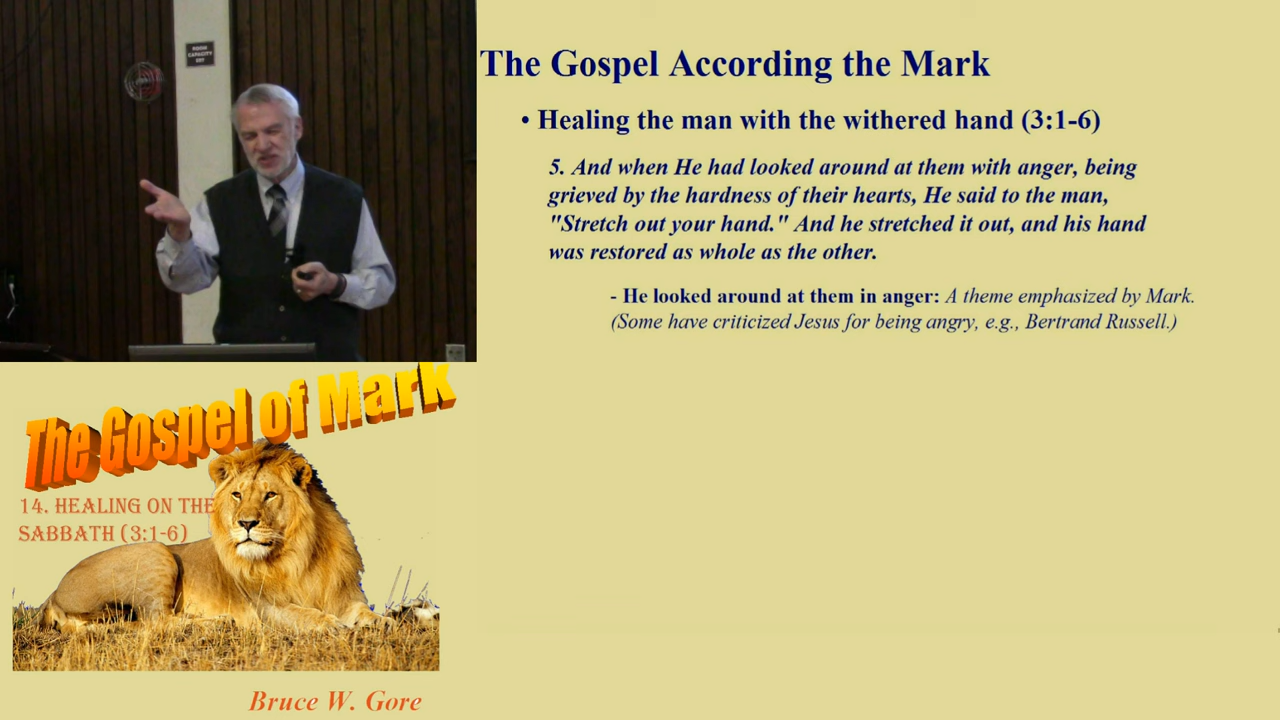 ROOM
CAPACITY
327
The Gospel According the Mark
• Healing the man with the withered hand (3:1-6)
5. And when He had looked around at them with anger, being
grieved by the hardness of their hearts, He said to the man,
"Stretch out your hand." And he stretched it out, and his hand
was restored as whole as the other.
- He looked around at them in anger: A theme emphasized by Mark.
(Some have criticized Jesus for being angry, e.g., Bertrand Russell.)
The Gospel of Mark
14. HEALING ON THE
SABBATH (3:1-6)
Bruce W. Gore